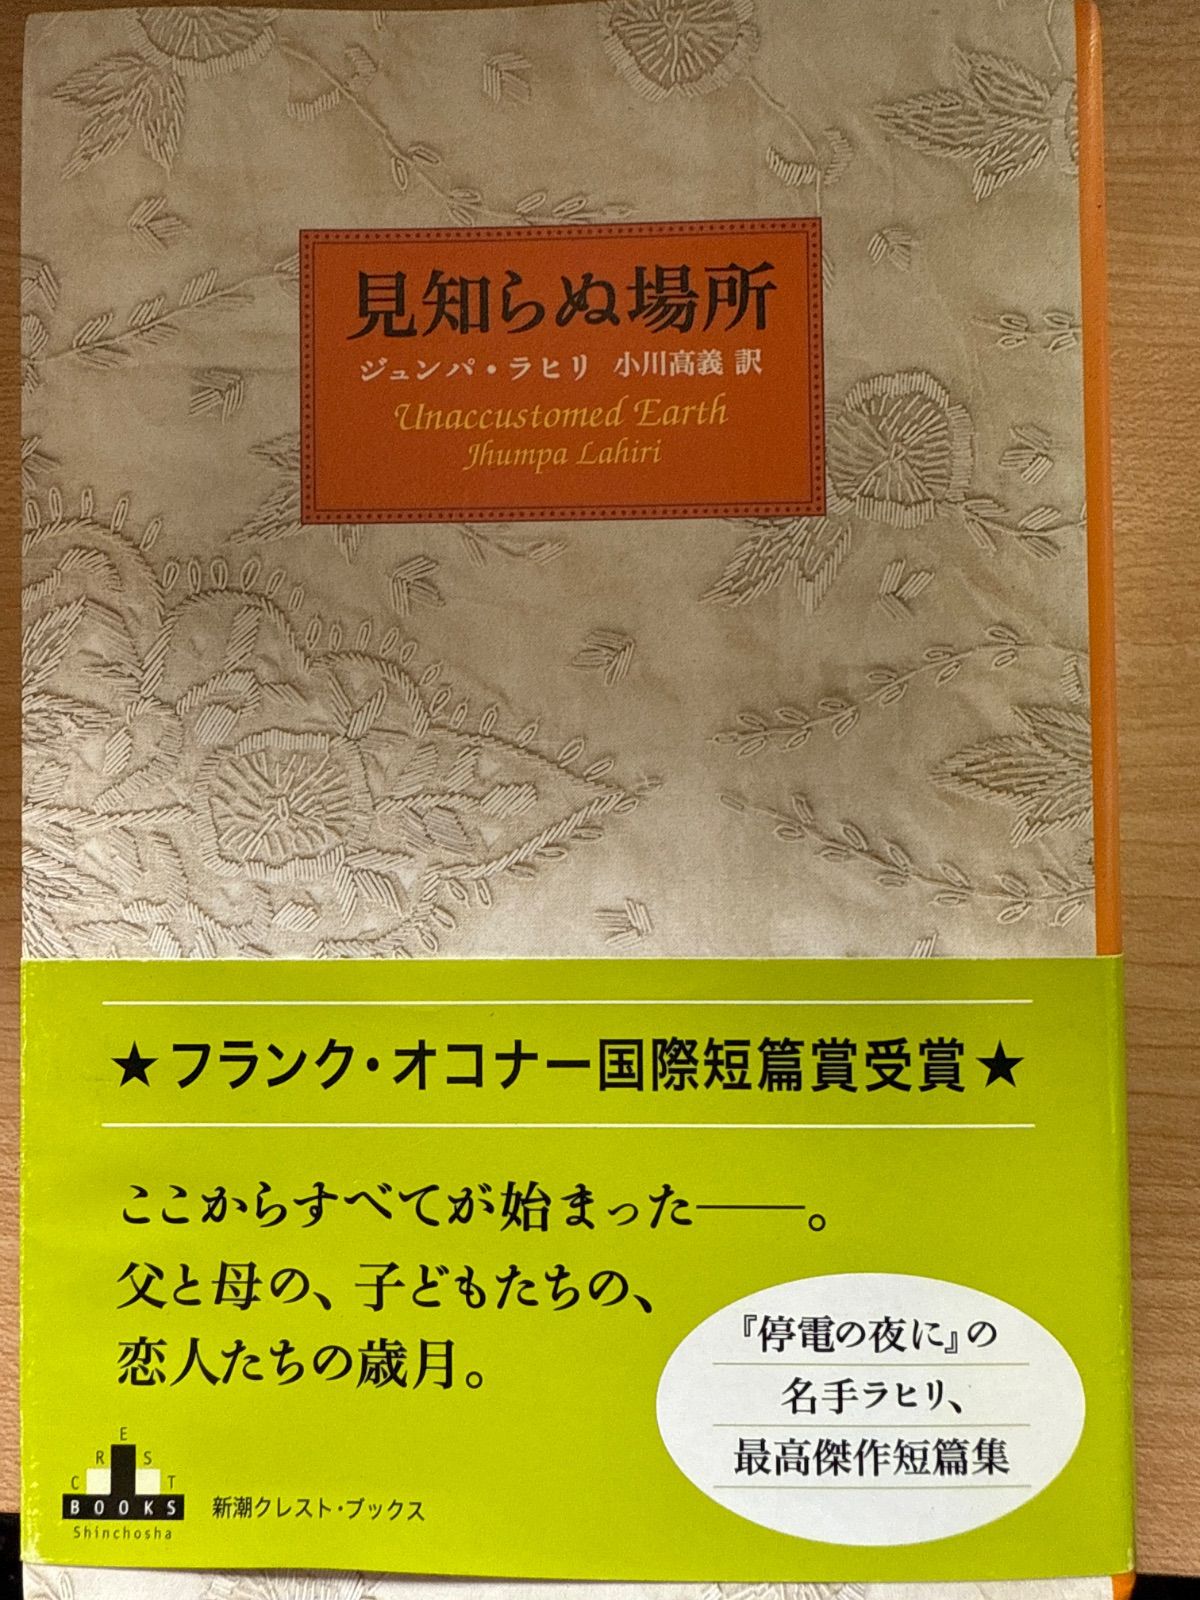 見知らぬ場所
ジュンパ・ラヒリ 小川高義 訳
Unaccustomed Earth
Jhumpa Lahiri
★フランク・オコナー国際短篇賞受賞★
ここからすべてが始まった――。
父と母の、子どもたちの、
恋人たちの歳月。
『停電の夜に』の
名手ラヒリ、
最高傑作短篇集
CREST
BOOKS
Shinchosha
新潮クレスト・ブックス